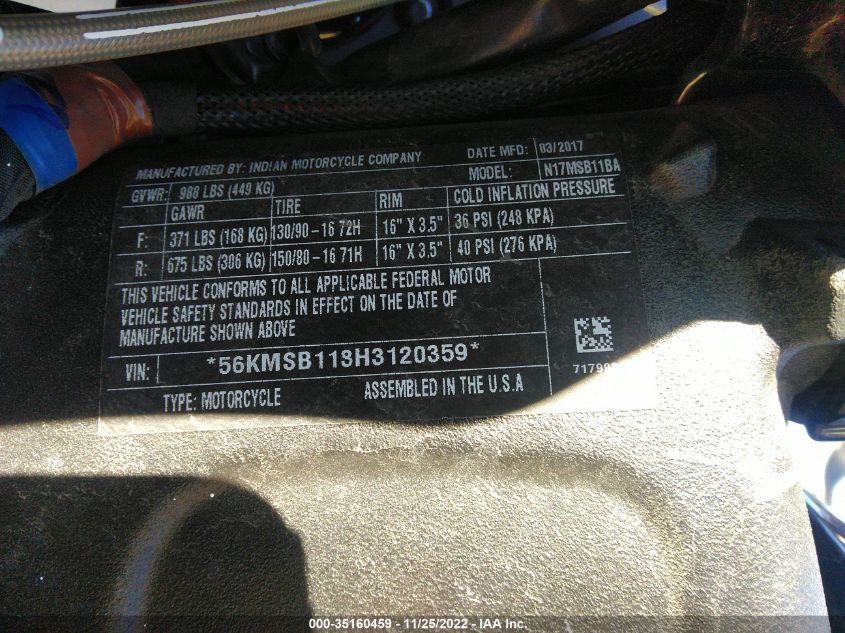 MANUFACTURED BY: INDIAN MOTORCYCLE COMPANY DATE MFD: 03/2017
MODEL: N17MSB11BA
GVWR: 988 LBS (449 KG)
GAWR TIRE RIM COLD INFLATION PRESSURE
F: 371 LBS (168 KG) 130/90-16 72H 16" X 3.5" 36 PSI (248 KPA)
R: 675 LBS (306 KG) 150/80-16 71H 16" X 3.5" 40 PSI (276 KPA)
THIS VEHICLE CONFORMS TO ALL APPLICABLE FEDERAL MOTOR
VEHICLE SAFETY STANDARDS IN EFFECT ON THE DATE OF
MANUFACTURE SHOWN ABOVE
VIN: *56KMSB113H3120359*
TYPE: MOTORCYCLE ASSEMBLED IN THE U.S.A
000-35160459 - 11/25/2022 - IAA Inc.